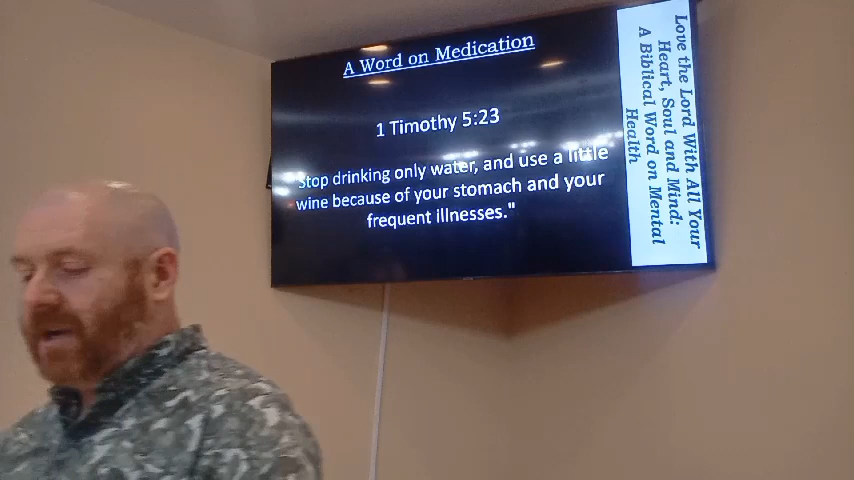 A Word on Medication
1 Timothy 5:23
"Stop drinking only water, and use a little
wine because of your stomach and your
frequent illnesses."
Love the Lord With All Your
Heart, Soul and Mind:
A Biblical Word on Mental
Health